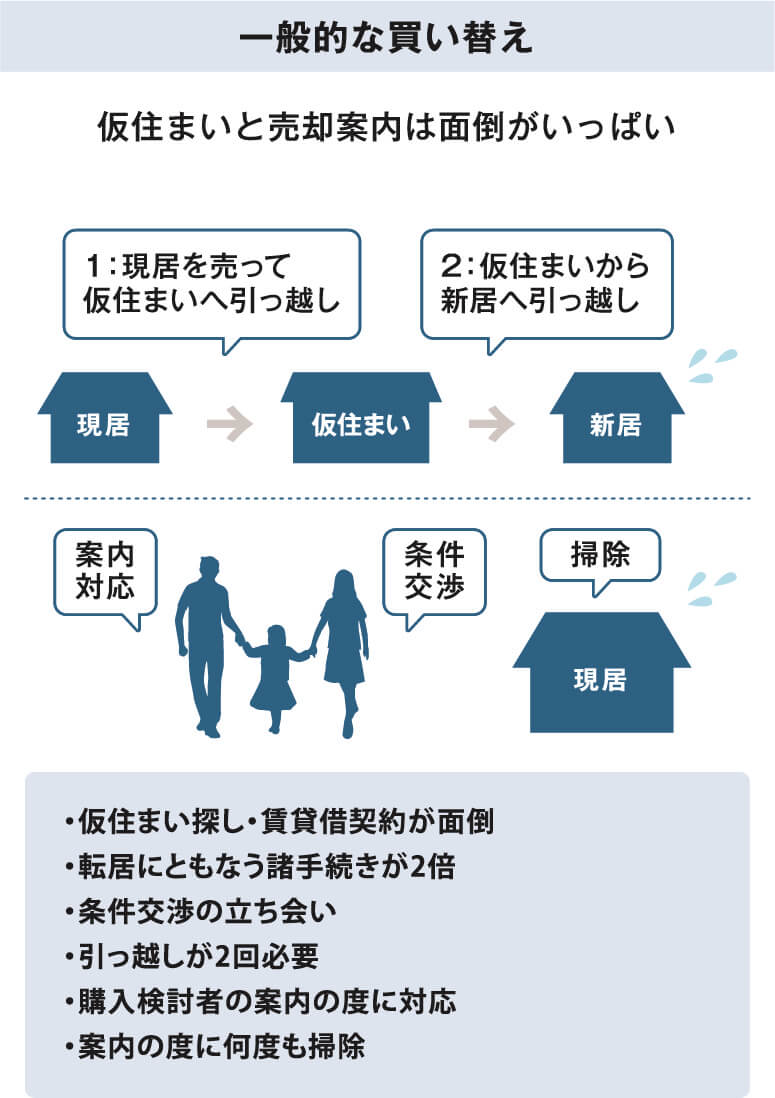 一般的な買い替え
仮住まいと売却案内は面倒がいっぱい
1：現居を売って
仮住まいへ引っ越し
2：仮住まいから
新居へ引っ越し
現居
仮住まい
新居
案内
対応
条件
交渉
掃除
現居
・仮住まい探し・賃貸借契約が面倒
・転居にともなう諸手続きが2倍
・条件交渉の立ち会い
・引っ越しが2回必要
・購入検討者の案内の度に対応
・案内の度に何度も掃除